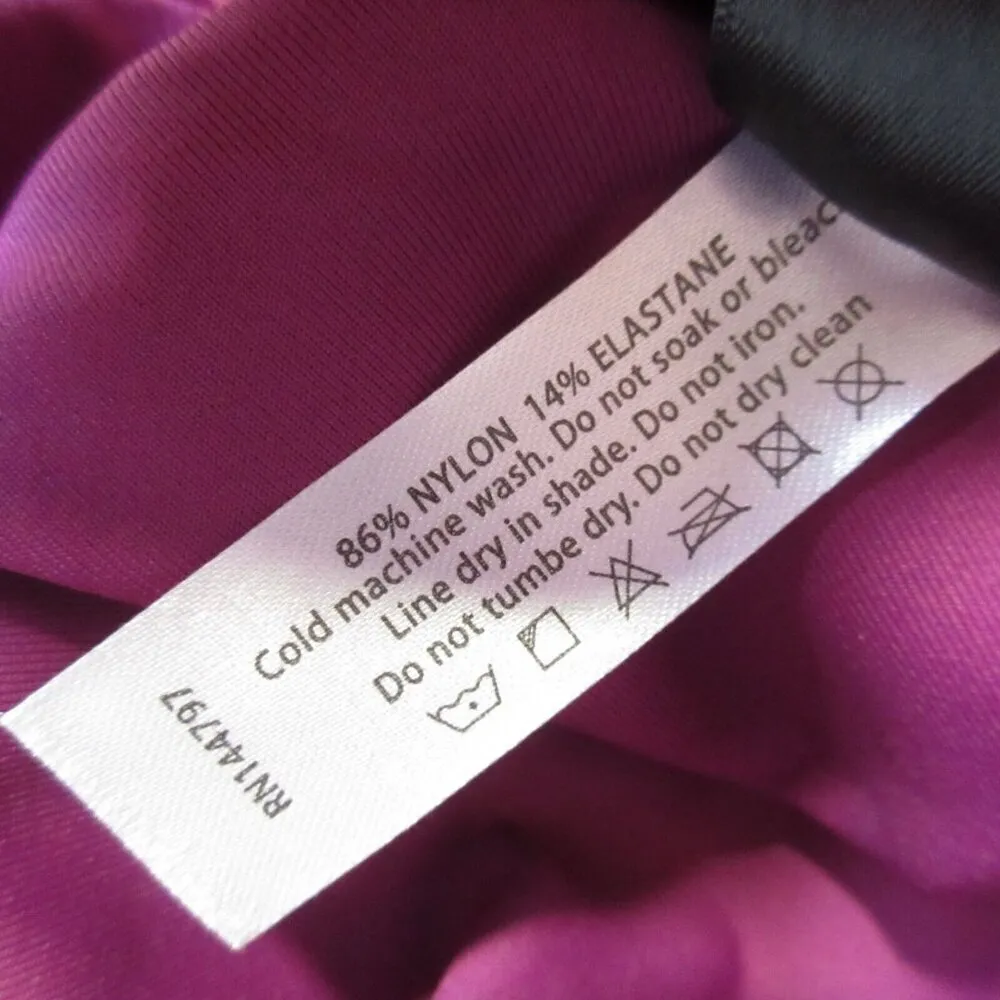 86% NYLON 14% ELASTANE
Cold machine wash. Do not soak or bleac
Line dry in shade. Do not iron.
Do not tumbe dry. Do not dry clean
RN144797